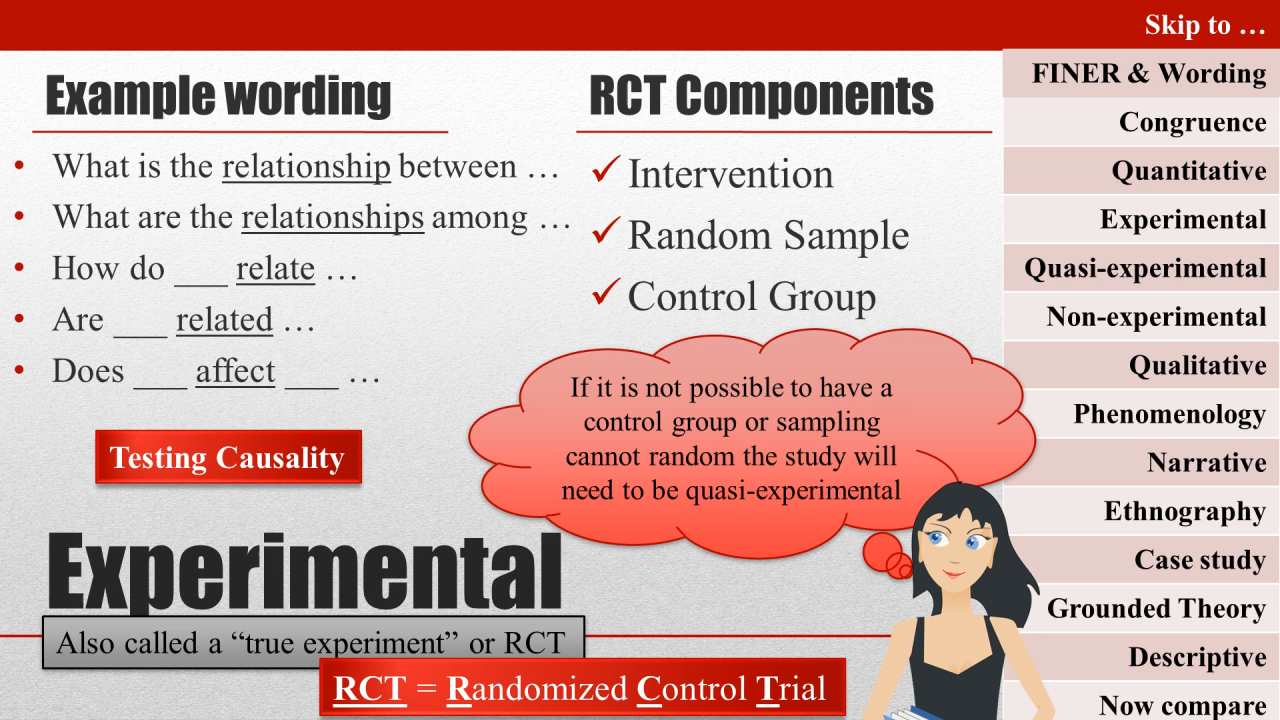 Skip to …
Example wording
• What is the relationship between …
• What are the relationships among …
• How do ___ relate …
• Are ___ related …
• Does ___ affect ___ …
Testing Causality
RCT Components
✓ Intervention
✓ Random Sample
✓ Control Group
If it is not possible to have a
control group or sampling
cannot random the study will
need to be quasi-experimental
Experimental
Also called a “true experiment” or RCT
RCT = Randomized Control Trial
FINER & Wording
Congruence
Quantitative
Experimental
Quasi-experimental
Non-experimental
Qualitative
Phenomenology
Narrative
Ethnography
Case study
Grounded Theory
Descriptive
Now compare